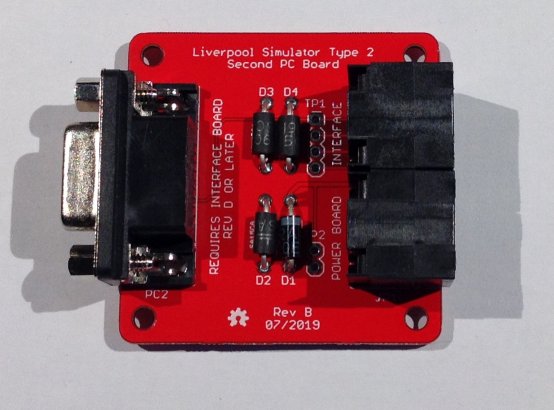 Liverpool Simulator Type 2
Second PC Board
D3 D4
TP1
INTERFACE
REQUIRES INTERFACE BOARD
REV D OR LATER
POWER BOARD
D2 D1
PC2
Rev B
07/2019